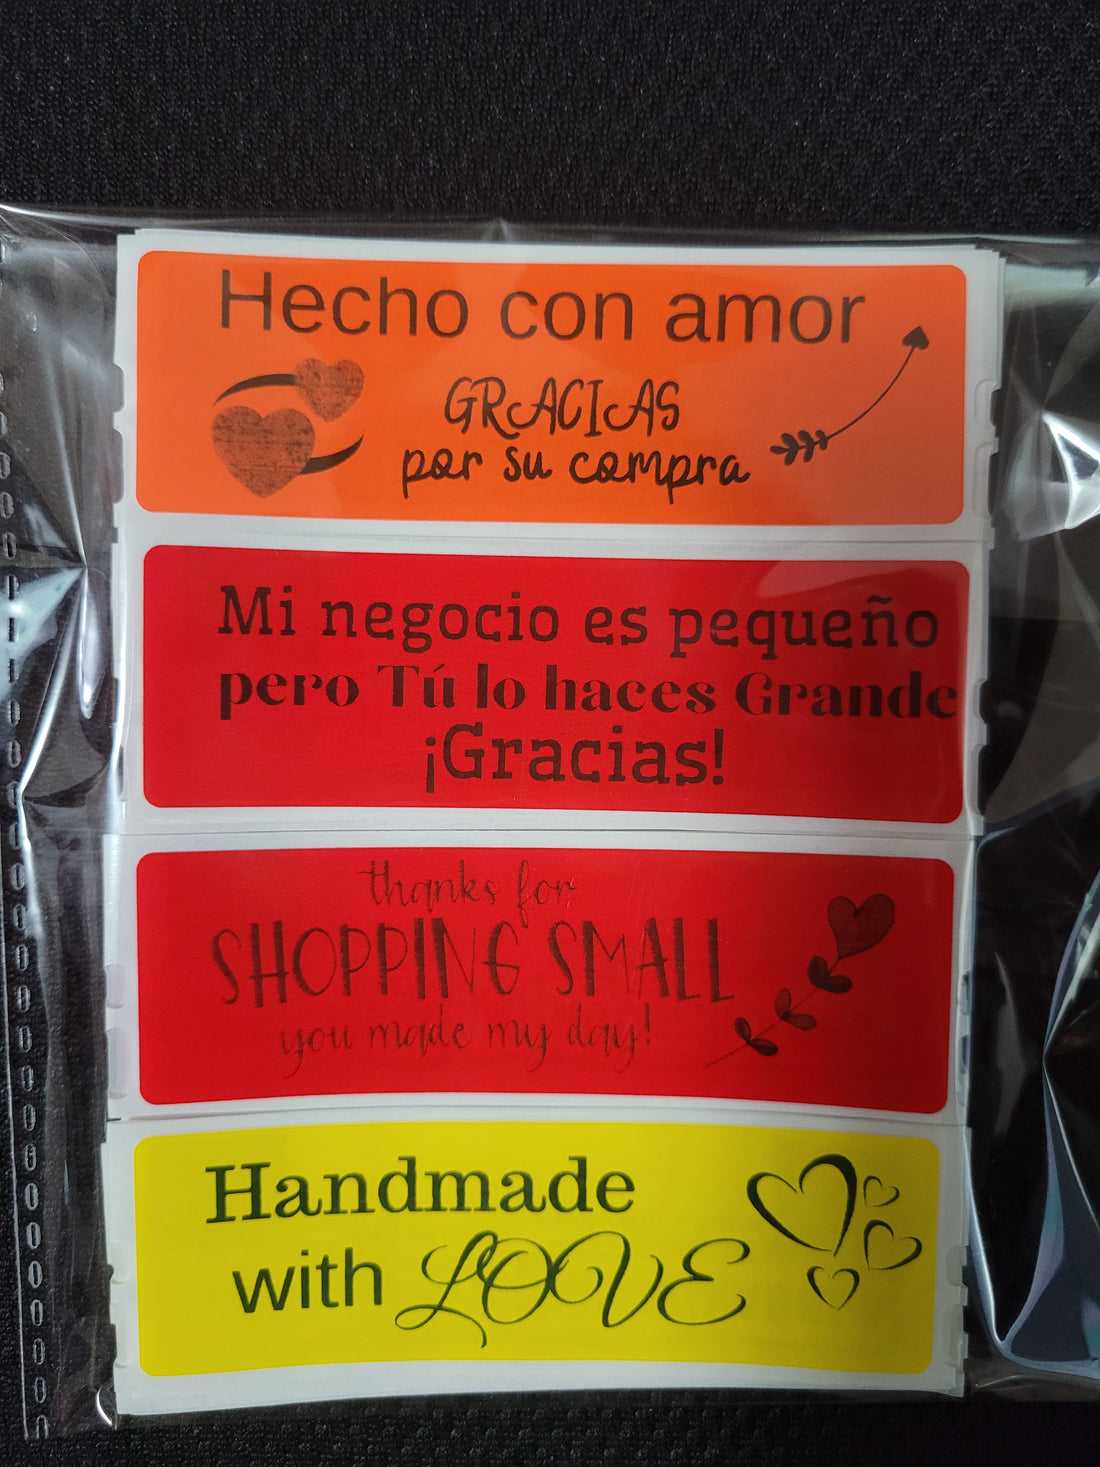 Hecho con amor
GRACIAS
por su compra
Mi negocio es pequeño
pero Tú lo haces Grande
¡Gracias!
thanks for
SHOPPING SMALL
you made my day!
Handmade
with LOVE